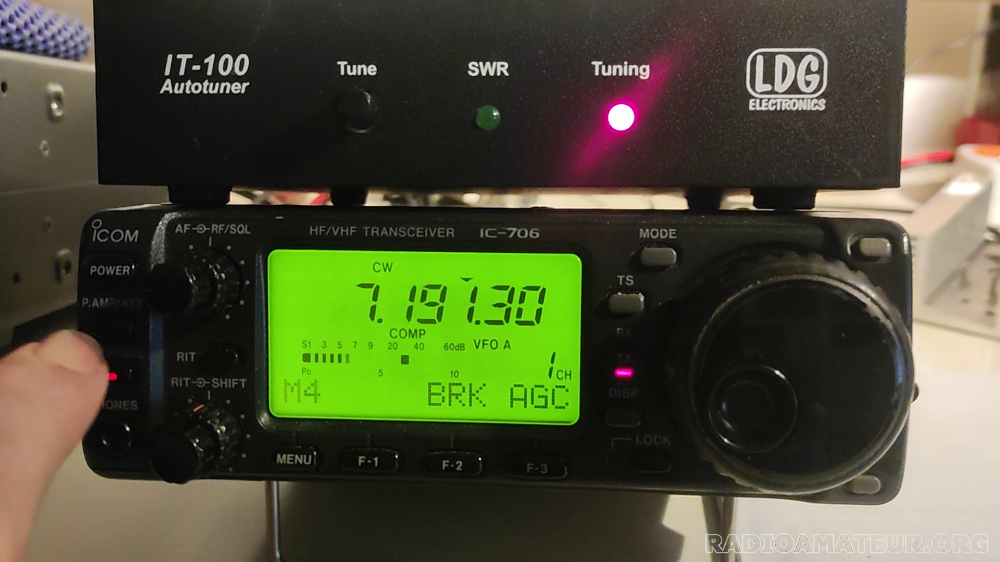 IT-100
Autotuner
Tune
SWR
Tuning
LDG
ELECTRONICS
ICOM
AF RF/SQL
HF/VHF TRANSCEIVER IC-706
MODE
POWER
P.AMP/ATT
TS
CW
7.191.30
COMP
S1 3 5 7 9 20 40 60dB VFO A
Po 5 10
1 CH
M4 BRK AGC
RIT
RIT SHIFT
RX
TX
DISP
LOCK
MENU F-1 F-2 F-3
RADIOAMATEUR.ORG